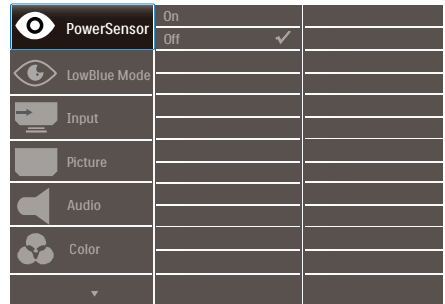 PowerSensor
On
Off
LowBlue Mode
Input
Picture
Audio
Color